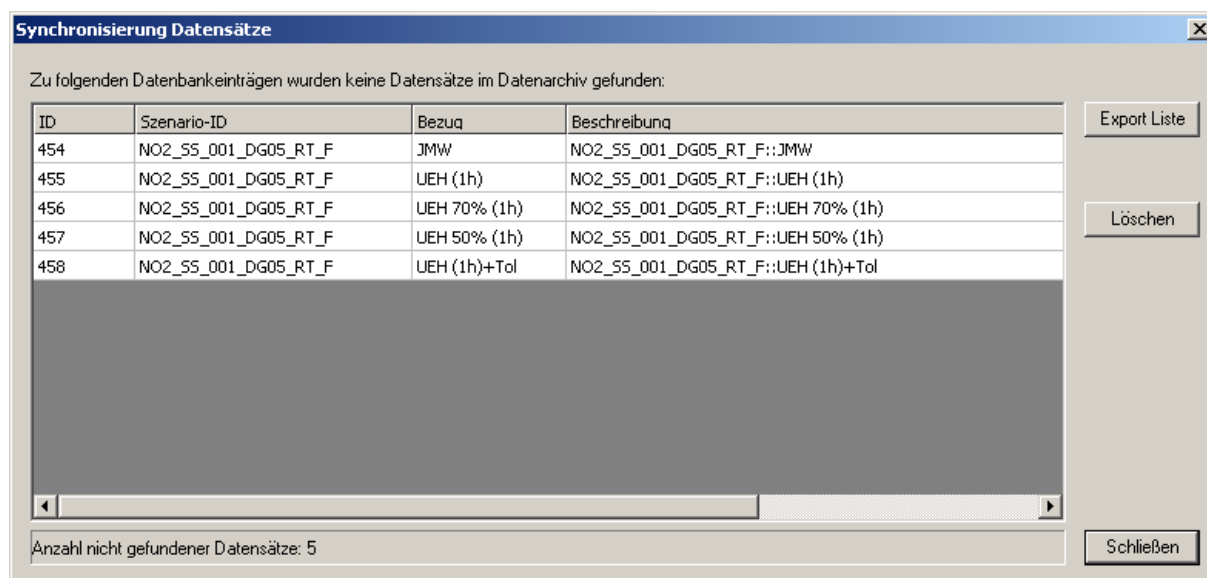 Synchronisierung Datensätze
Zu folgenden Datenbankeinträgen wurden keine Datensätze im Datenarchiv gefunden:
ID Szenario-ID Bezug Beschreibung
454 NO2_SS_001_DG05_RT_F JMW NO2_SS_001_DG05_RT_F::JMW
455 NO2_SS_001_DG05_RT_F UEH (1h) NO2_SS_001_DG05_RT_F::UEH (1h)
456 NO2_SS_001_DG05_RT_F UEH 70% (1h) NO2_SS_001_DG05_RT_F::UEH 70% (1h)
457 NO2_SS_001_DG05_RT_F UEH 50% (1h) NO2_SS_001_DG05_RT_F::UEH 50% (1h)
458 NO2_SS_001_DG05_RT_F UEH (1h)+Tol NO2_SS_001_DG05_RT_F::UEH (1h)+Tol
Export Liste
Löschen
Anzahl nicht gefundener Datensätze: 5
Schließen